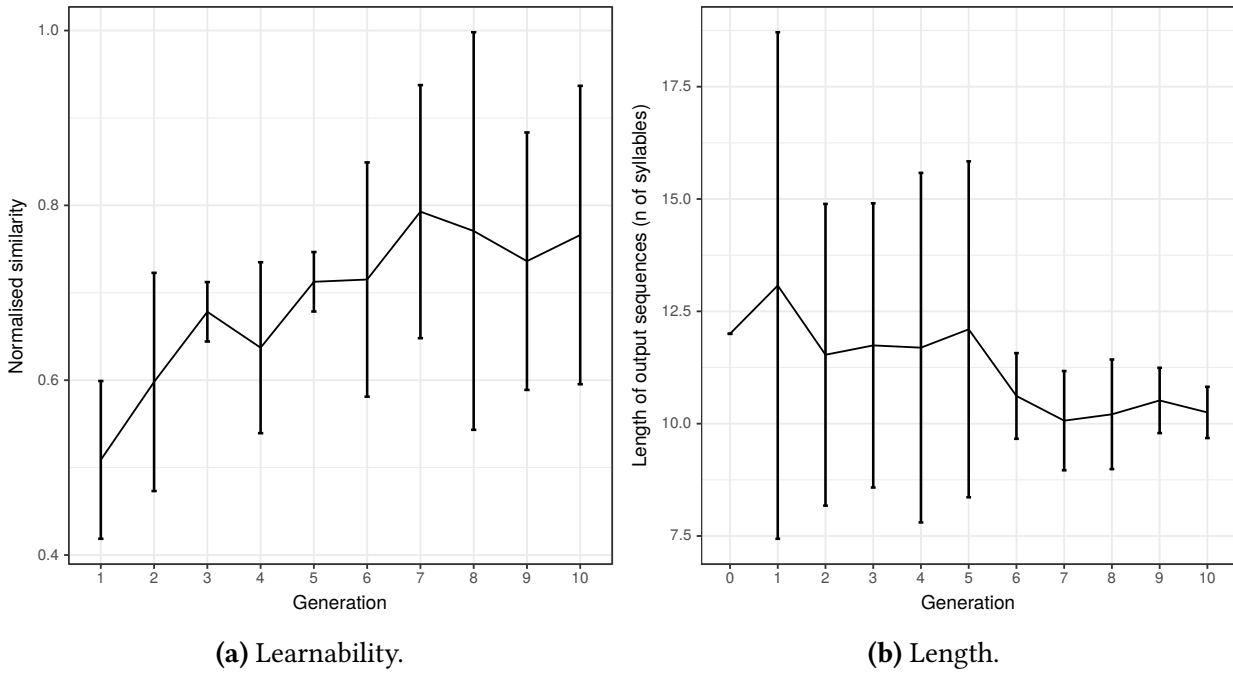 1.0
0.8
0.6
0.4
Normalised similarity
1 2 3 4 5 6 7 8 9 10
Generation
(a) Learnability.
17.5
15.0
12.5
10.0
7.5
Length of output sequences (n of syllables)
0 1 2 3 4 5 6 7 8 9 10
Generation
(b) Length.